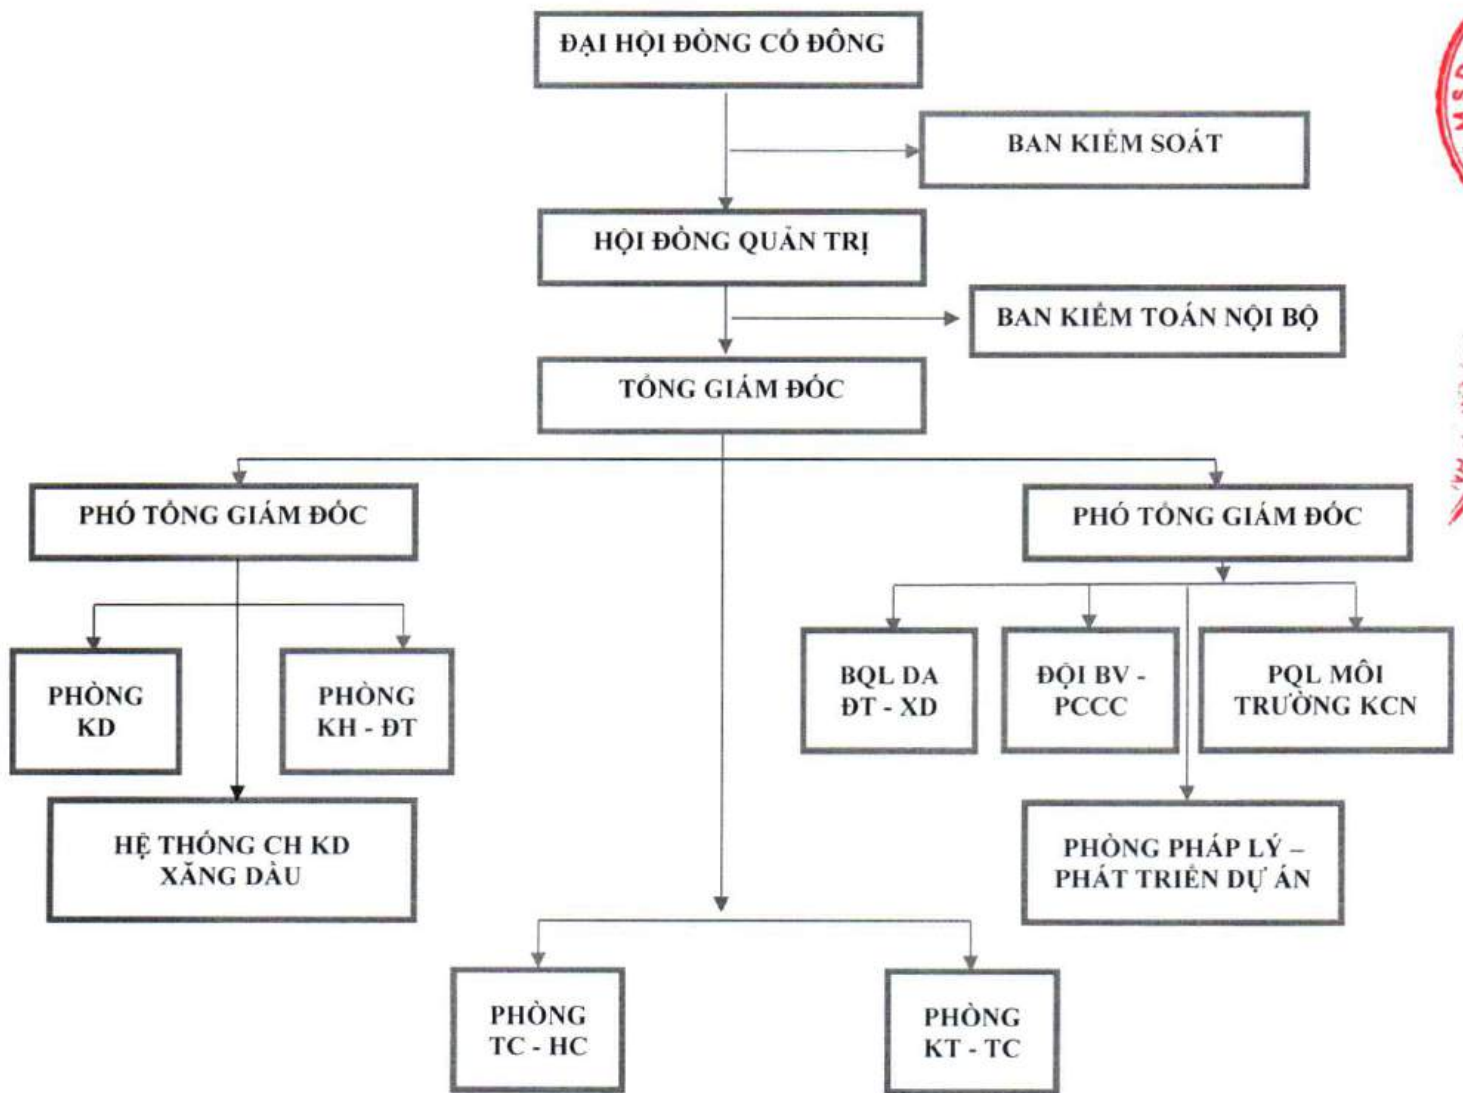 ĐẠI HỘI ĐỒNG CỔ ĐÔNG
BAN KIỂM SOÁT
HỘI ĐỒNG QUẢN TRỊ
BAN KIỂM TOÁN NỘI BỘ
TỔNG GIÁM ĐỐC
PHÓ TỔNG GIÁM ĐỐC
PHÓ TỔNG GIÁM ĐỐC
PHÒNG
KD
PHÒNG
KH - ĐT
BQL DA
ĐT - XD
ĐỘI BV -
PCCC
PQL MÔI
TRƯỜNG KCN
HỆ THỐNG CH KD
XĂNG DẦU
PHÒNG PHÁP LÝ –
PHÁT TRIỂN DỰ ÁN
PHÒNG
TC - HC
PHÒNG
KT - TC